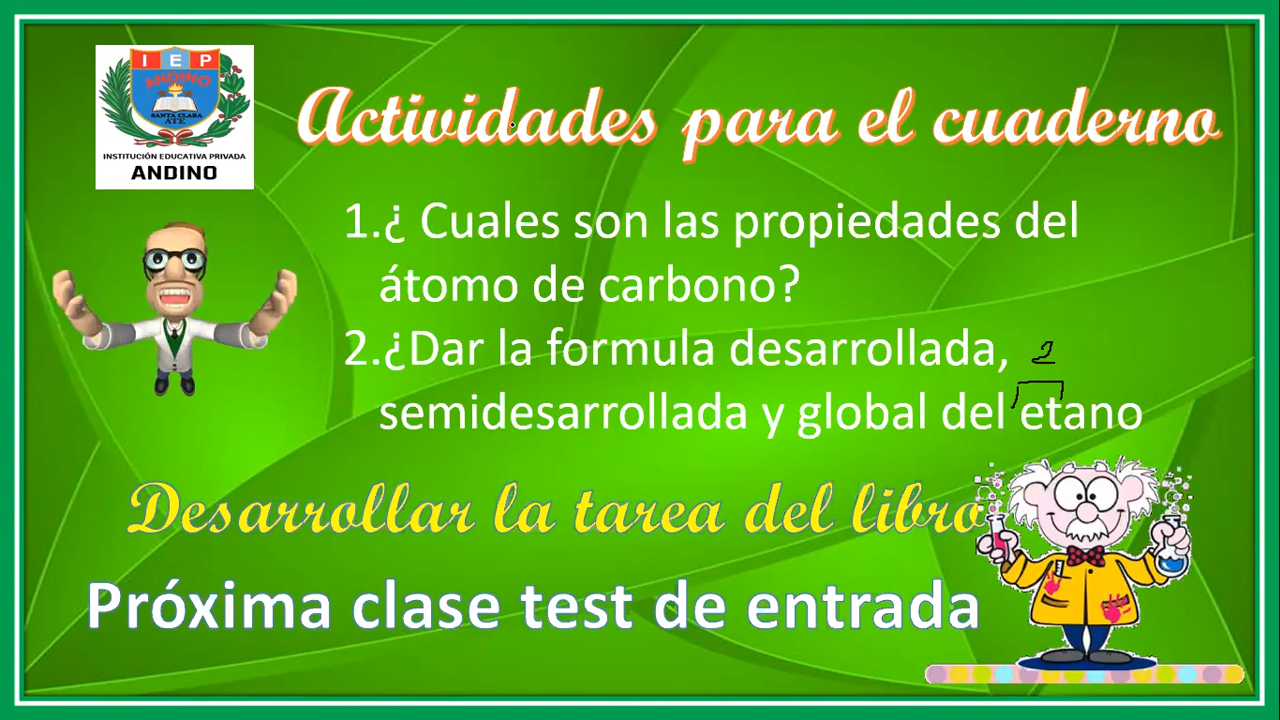 I E P
ANDINO
SANTA CLARA
ATE
INSTITUCIÓN EDUCATIVA PRIVADA
ANDINO
Actividades para el cuaderno
1.¿ Cuales son las propiedades del
átomo de carbono?
2.¿Dar la formula desarrollada,
2
semidesarrollada y global del etano
Desarrollar la tarea del libro
Próxima clase test de entrada